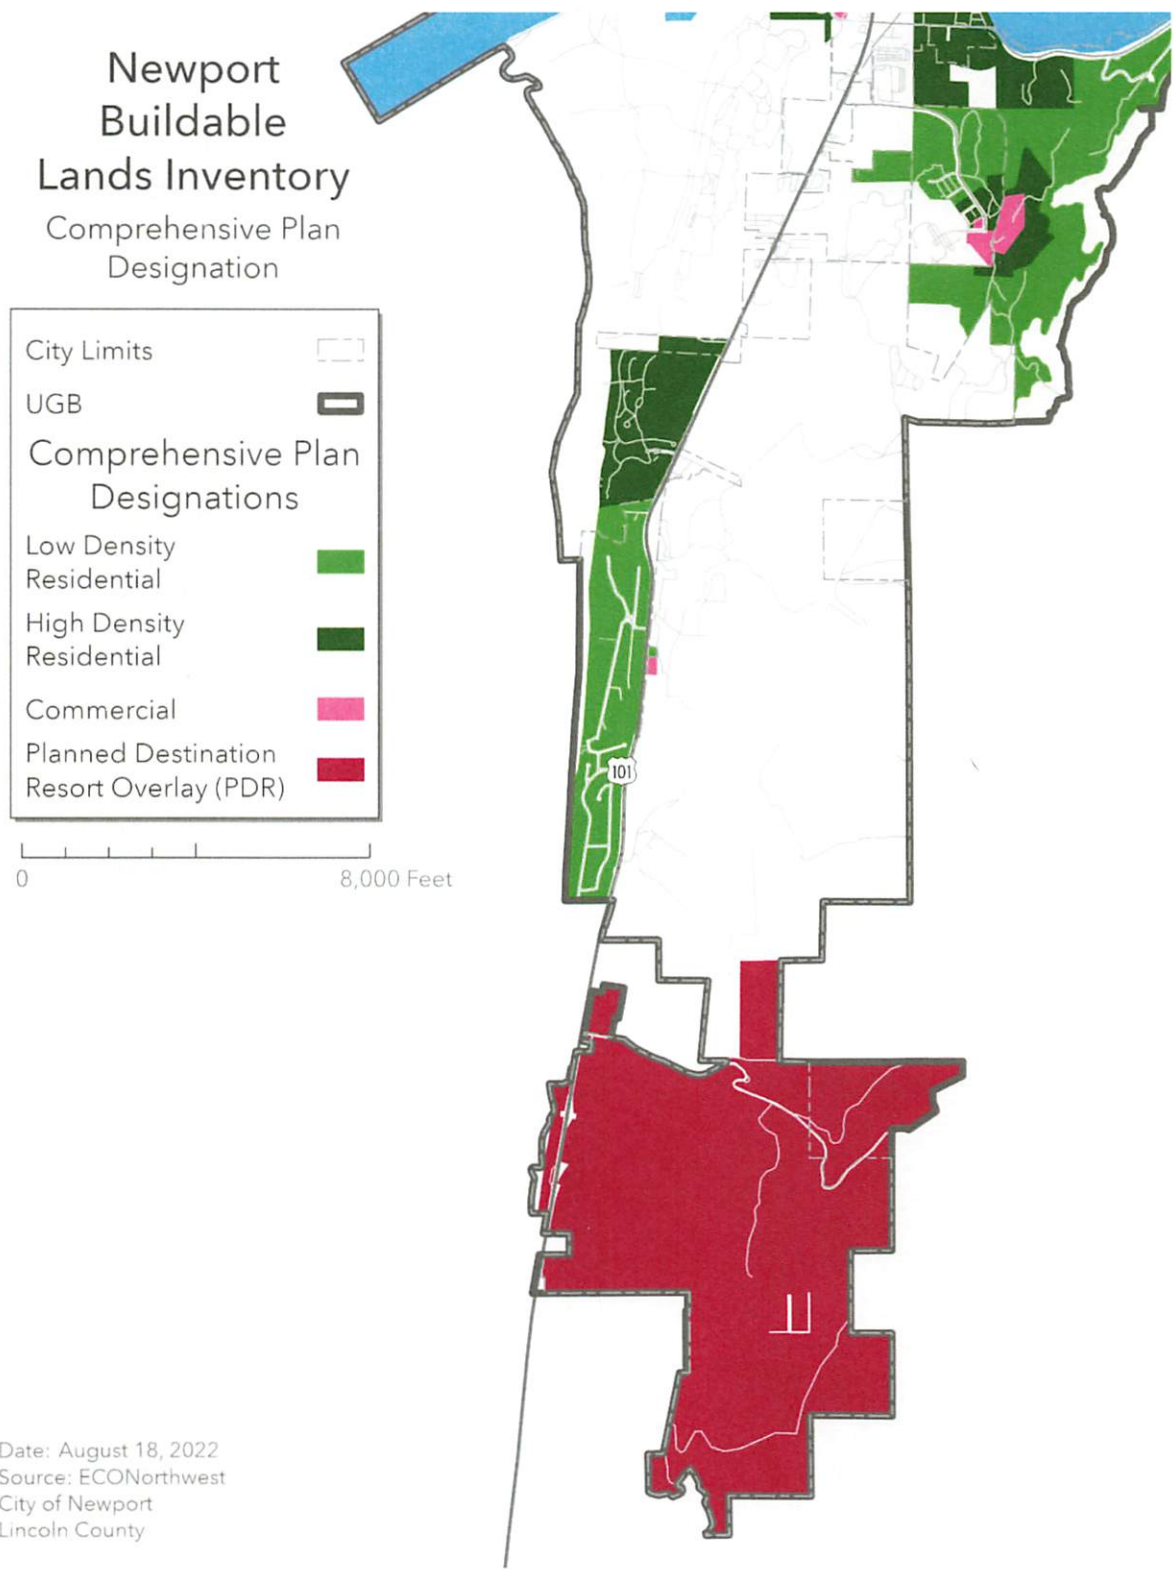 Newport
Buildable
Lands Inventory
Comprehensive Plan
Designation
City Limits
UGB
Comprehensive Plan
Designations
Low Density
Residential
High Density
Residential
Commercial
Planned Destination
Resort Overlay (PDR)
0 8,000 Feet
101
Date: August 18, 2022
Source: ECONorthwest
City of Newport
Lincoln County